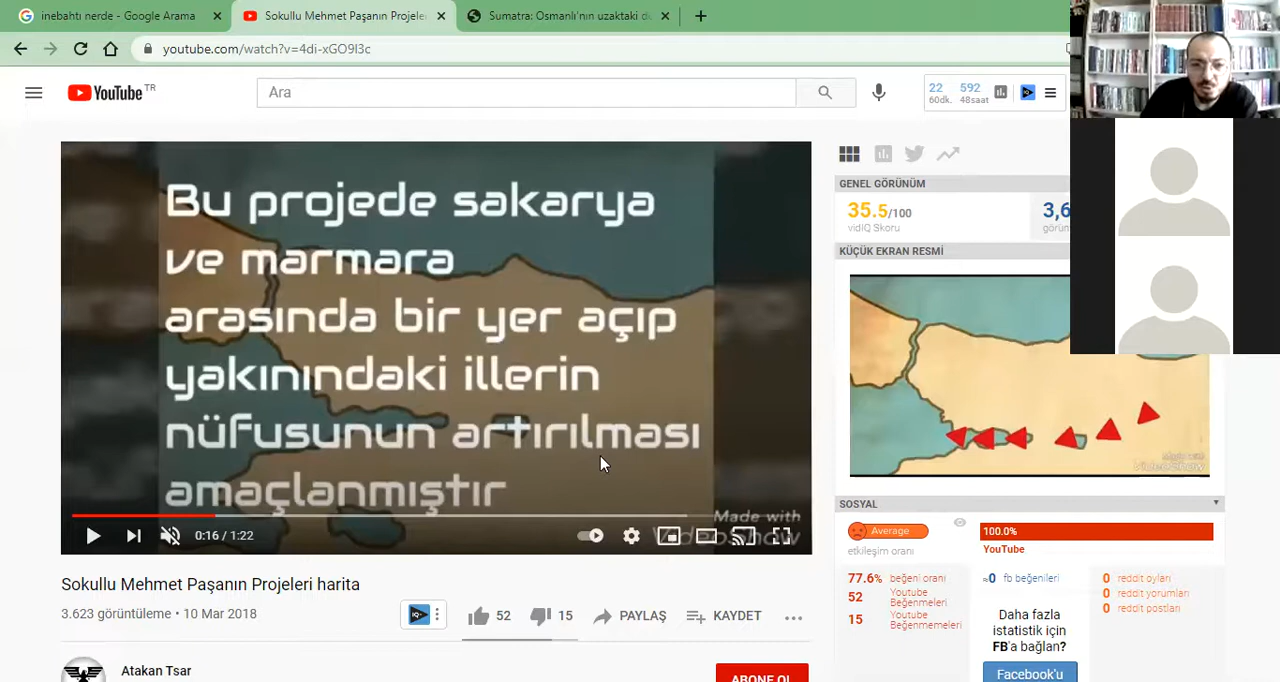 inebahtı nerde - Google Arama
Sokullu Mehmet Paşanın Projeler
Sumatra: Osmanlı'nın uzaktaki d
youtube.com/watch?v=4di-xGO9I3c
YouTube TR
Ara
22 592
60dk. 48saat
Bu projede sakarya
ve marmara
arasında bir yer açıp
yakınındaki illerin
nüfusunun artırılması
amaçlanmıştır
Made with
VideoShow
0:16 / 1:22
Sokullu Mehmet Paşanın Projeleri harita
3.623 görüntüleme • 10 Mar 2018
52
15
PAYLAŞ
KAYDET
Atakan Tsar
ABONE OL
GENEL GÖRÜNÜM
35.5/100
vidIQ Skoru
3,6
görün
KÜÇÜK EKRAN RESMİ
Made with
VideoShow
SOSYAL
Average
etkileşim oranı
100.0%
YouTube
77.6% beğeni oranı
52 Youtube Beğenmeleri
15 Youtube Beğenmemeleri
≈0 fb beğenileri
Daha fazla
istatistik için
FB'a bağlan?
Facebook'u
0 reddit oyları
0 reddit yorumları
0 reddit postları